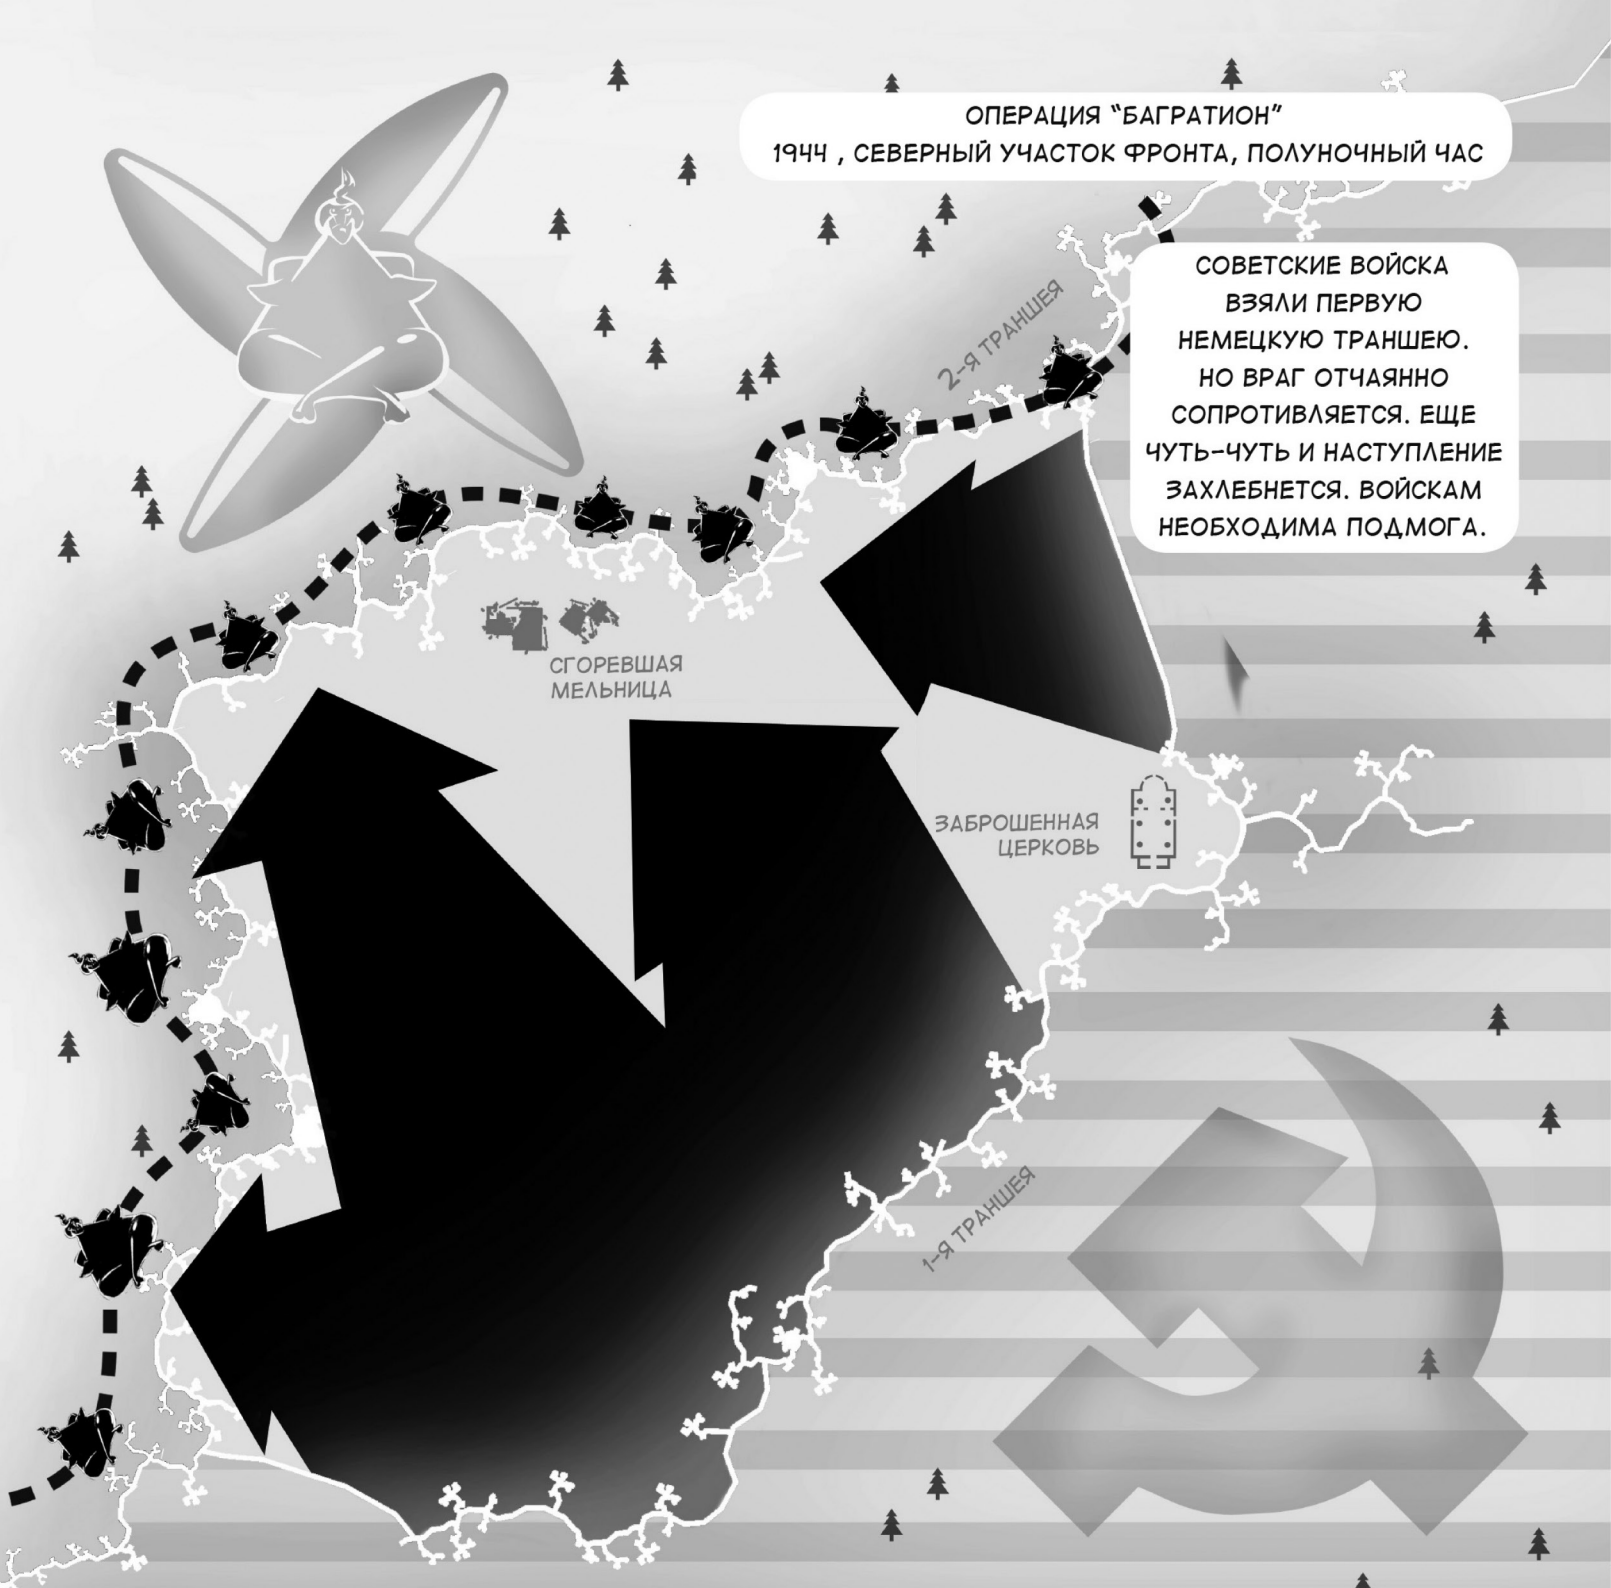 ОПЕРАЦИЯ "БАГРАТИОН"
1944 , СЕВЕРНЫЙ УЧАСТОК ФРОНТА, ПОЛУНОЧНЫЙ ЧАС
СОВЕТСКИЕ ВОЙСКА
ВЗЯЛИ ПЕРВУЮ
НЕМЕЦКУЮ ТРАНШЕЮ.
НО ВРАГ ОТЧАЯННО
СОПРОТИВЛЯЕТСЯ. ЕЩЕ
ЧУТЬ-ЧУТЬ И НАСТУПЛЕНИЕ
ЗАХЛЕБНЕТСЯ. ВОЙСКАМ
НЕОБХОДИМА ПОДМОГА.
2-Я ТРАНШЕЯ
СГОРЕВШАЯ
МЕЛЬНИЦА
ЗАБРОШЕННАЯ
ЦЕРКОВЬ
1-Я ТРАНШЕЯ